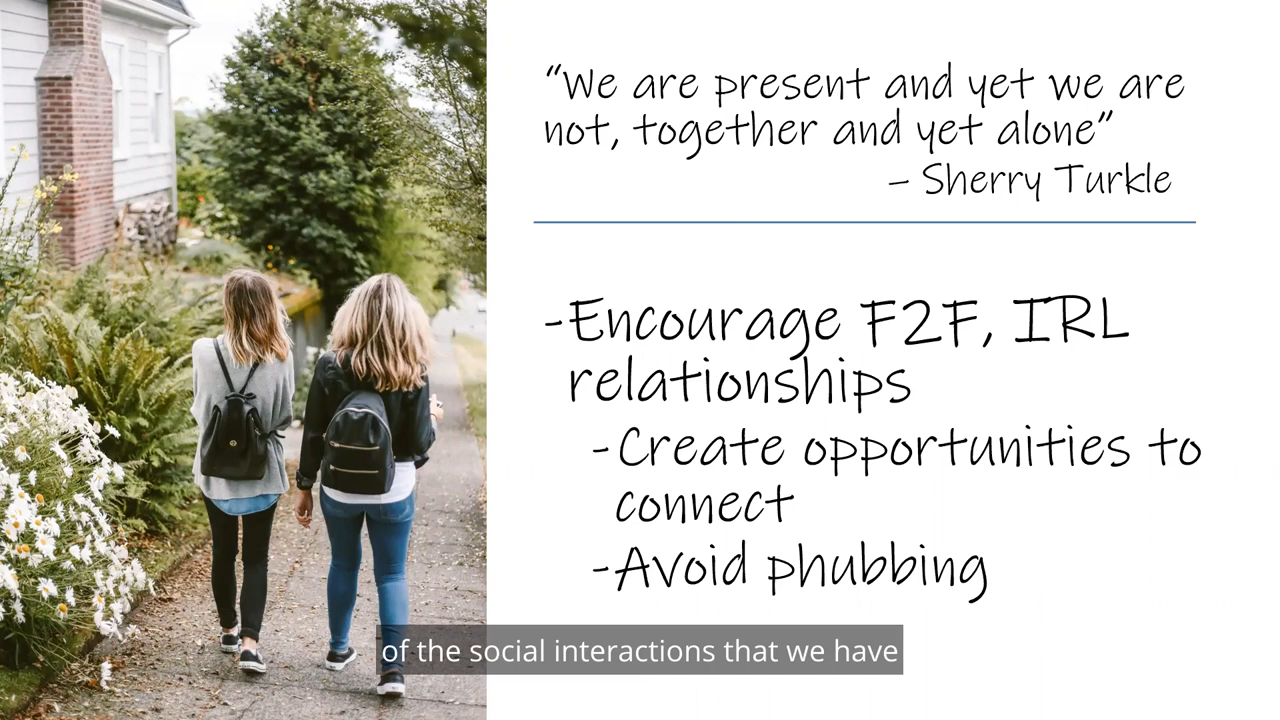 “We are present and yet we are
not, together and yet alone”
– Sherry Turkle
-Encourage F2F, IRL
relationships
-Create opportunities to
connect
-Avoid phubbing
of the social interactions that we have